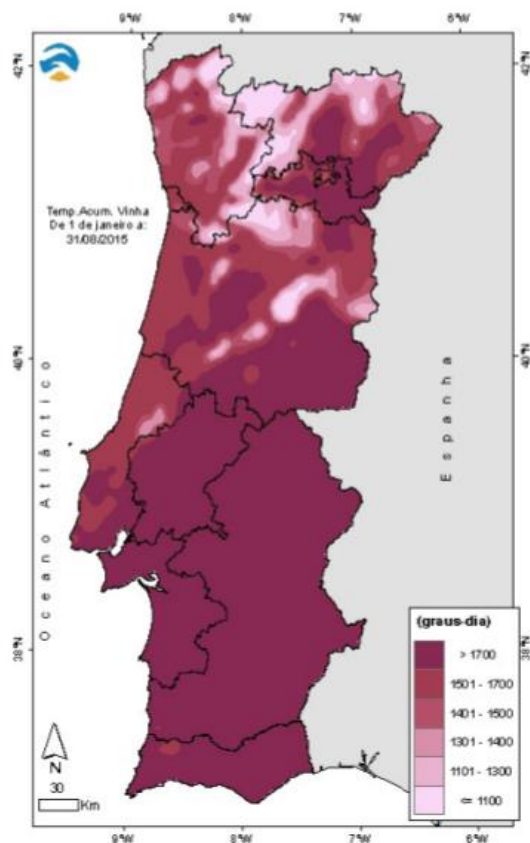 9°W 8°W 7°W
42°N 42°N
Temp.Acum. Vinha
De 1 de janeiro a:
31/08/2015
40°N 40°N
Oceano Atlântico
Espanha
38°N 38°N
(graus-dia)
> 1700
1501 - 1700
1401 - 1500
1301 - 1400
1101 - 1300
<= 1100
N
30
Km
9°W 8°W 7°W 6°W